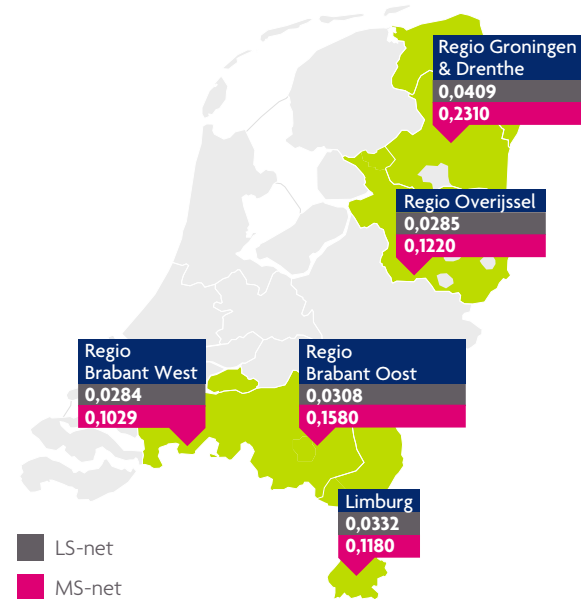 Regio Groningen
& Drenthe
0,0409
0,2310
Regio Overijssel
0,0285
0,1220
Regio
Brabant West
0,0284
0,1029
Regio
Brabant Oost
0,0308
0,1580
Limburg
0,0332
0,1180
LS-net
MS-net